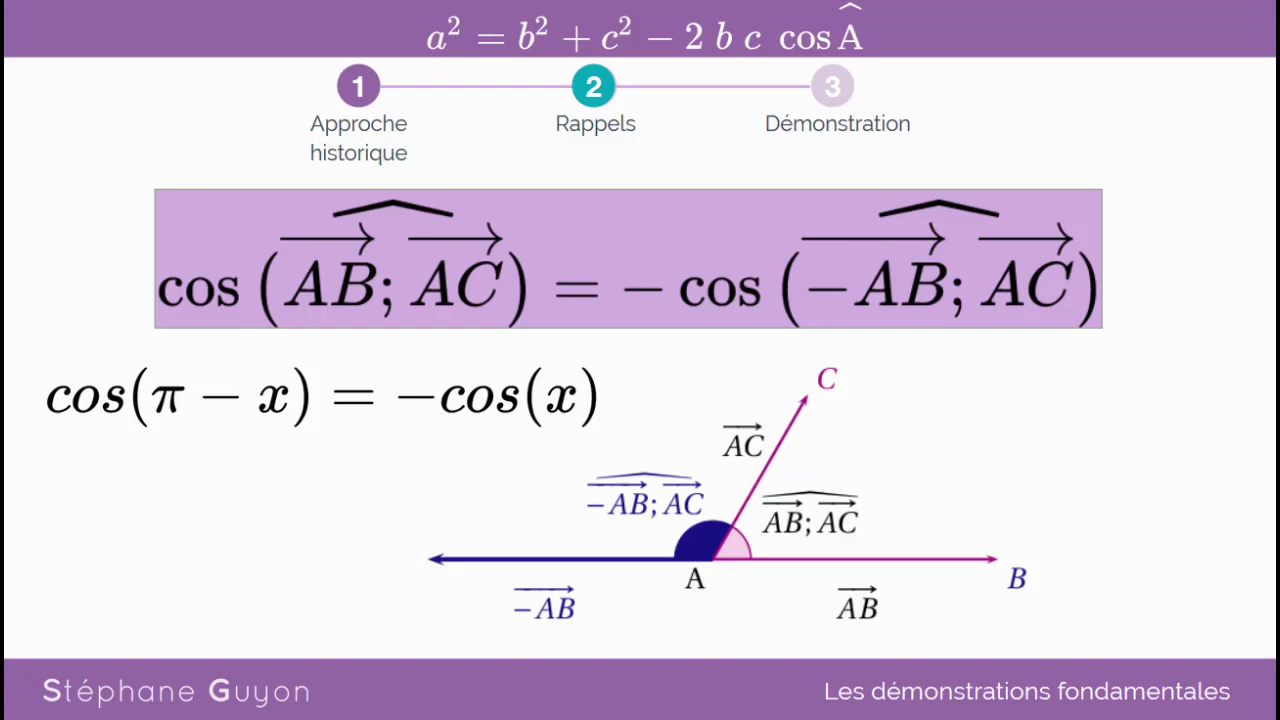 a² = b² + c² − 2 b c cos Â
1 2 3
Approche historique
Rappels
Démonstration
cos (AB; AC) = − cos (−AB; AC)
cos(π − x) = −cos(x)
C
AC
−AB; AC
AB; AC
A
B
−AB
AB
Stéphane Guyon
Les démonstrations fondamentales